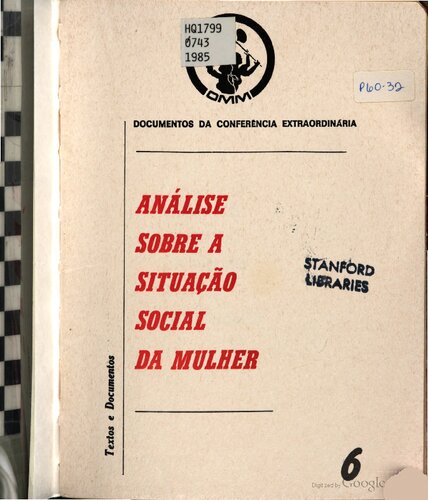 HQ1799
O743
1985
OMM
P60-32
DOCUMENTOS DA CONFERÊNCIA EXTRAORDINÁRIA
ANÁLISE
SOBRE A
SITUAÇÃO
SOCIAL
DA MULHER
STANFORD
LIBRARIES
Textos e Documentos
6
Digitized by Google